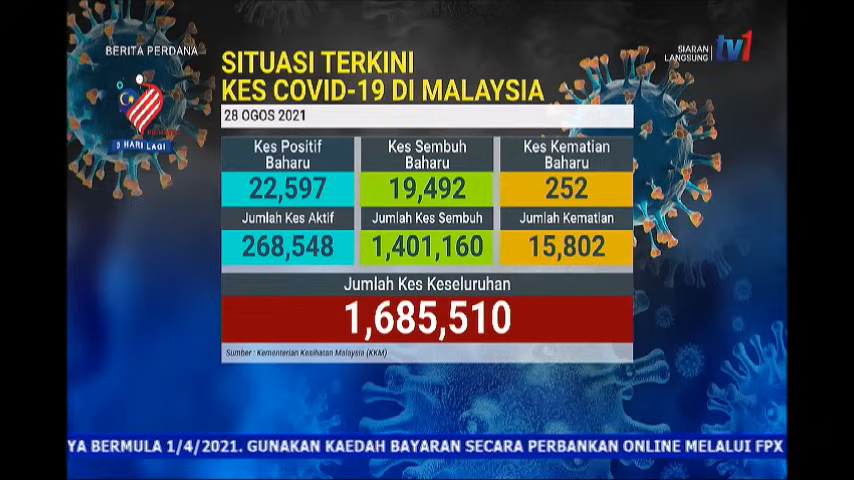 BERITA PERDANA
SIARAN
LANGSUNG
tv1
3 HARI LAGI
SITUASI TERKINI
KES COVID-19 DI MALAYSIA
28 OGOS 2021
Kes Positif
Baharu
Kes Sembuh
Baharu
Kes Kematian
Baharu
22,597
19,492
252
Jumlah Kes Aktif
Jumlah Kes Sembuh
Jumlah Kematian
268,548
1,401,160
15,802
Jumlah Kes Keseluruhan
1,685,510
Sumber : Kementerian Kesihatan Malaysia (KKM)
YA BERMULA 1/4/2021. GUNAKAN KAEDAH BAYARAN SECARA PERBANKAN ONLINE MELALUI FPX